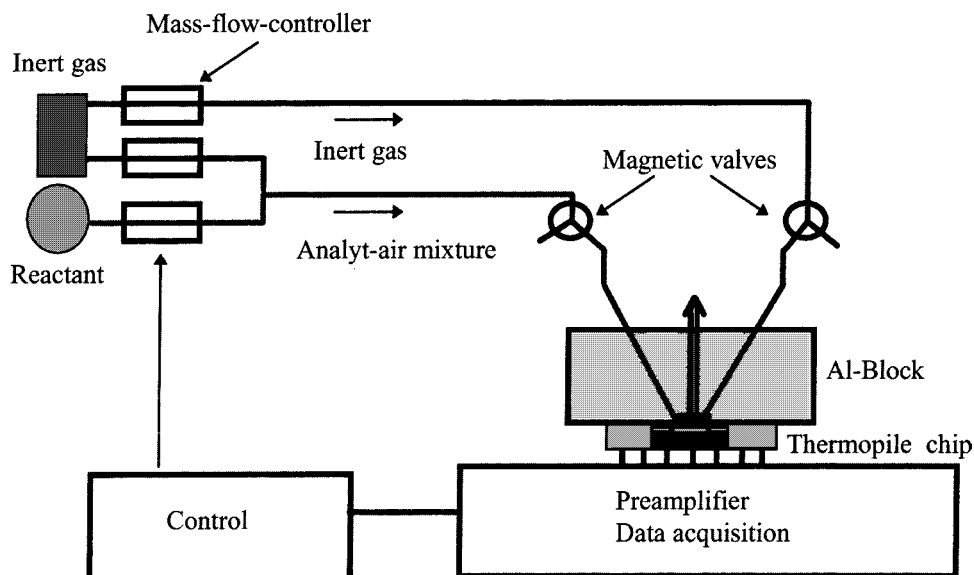 Mass-flow-controller
Inert gas
Inert gas
Magnetic valves
Analyt-air mixture
Reactant
Al-Block
Thermopile chip
Control
Preamplifier
Data acquisition